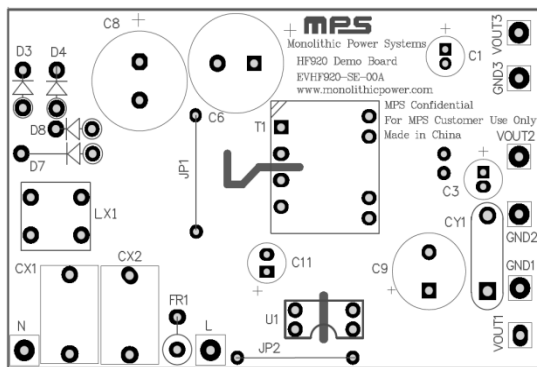 C8
MPS
Monolithic Power Systems
HF920 Demo Board
EVHF920-SE-00A
www.monolithicpower.com
MPS Confidential
For MPS Customer Use Only
Made in China
D3
D4
D8
D7
C6
T1
JP1
C1
VOUT3
GND3
VOUT2
C3
CY1
GND2
GND1
VOUT1
LX1
CX1
CX2
FR1
N
L
C11
C9
U1
JP2